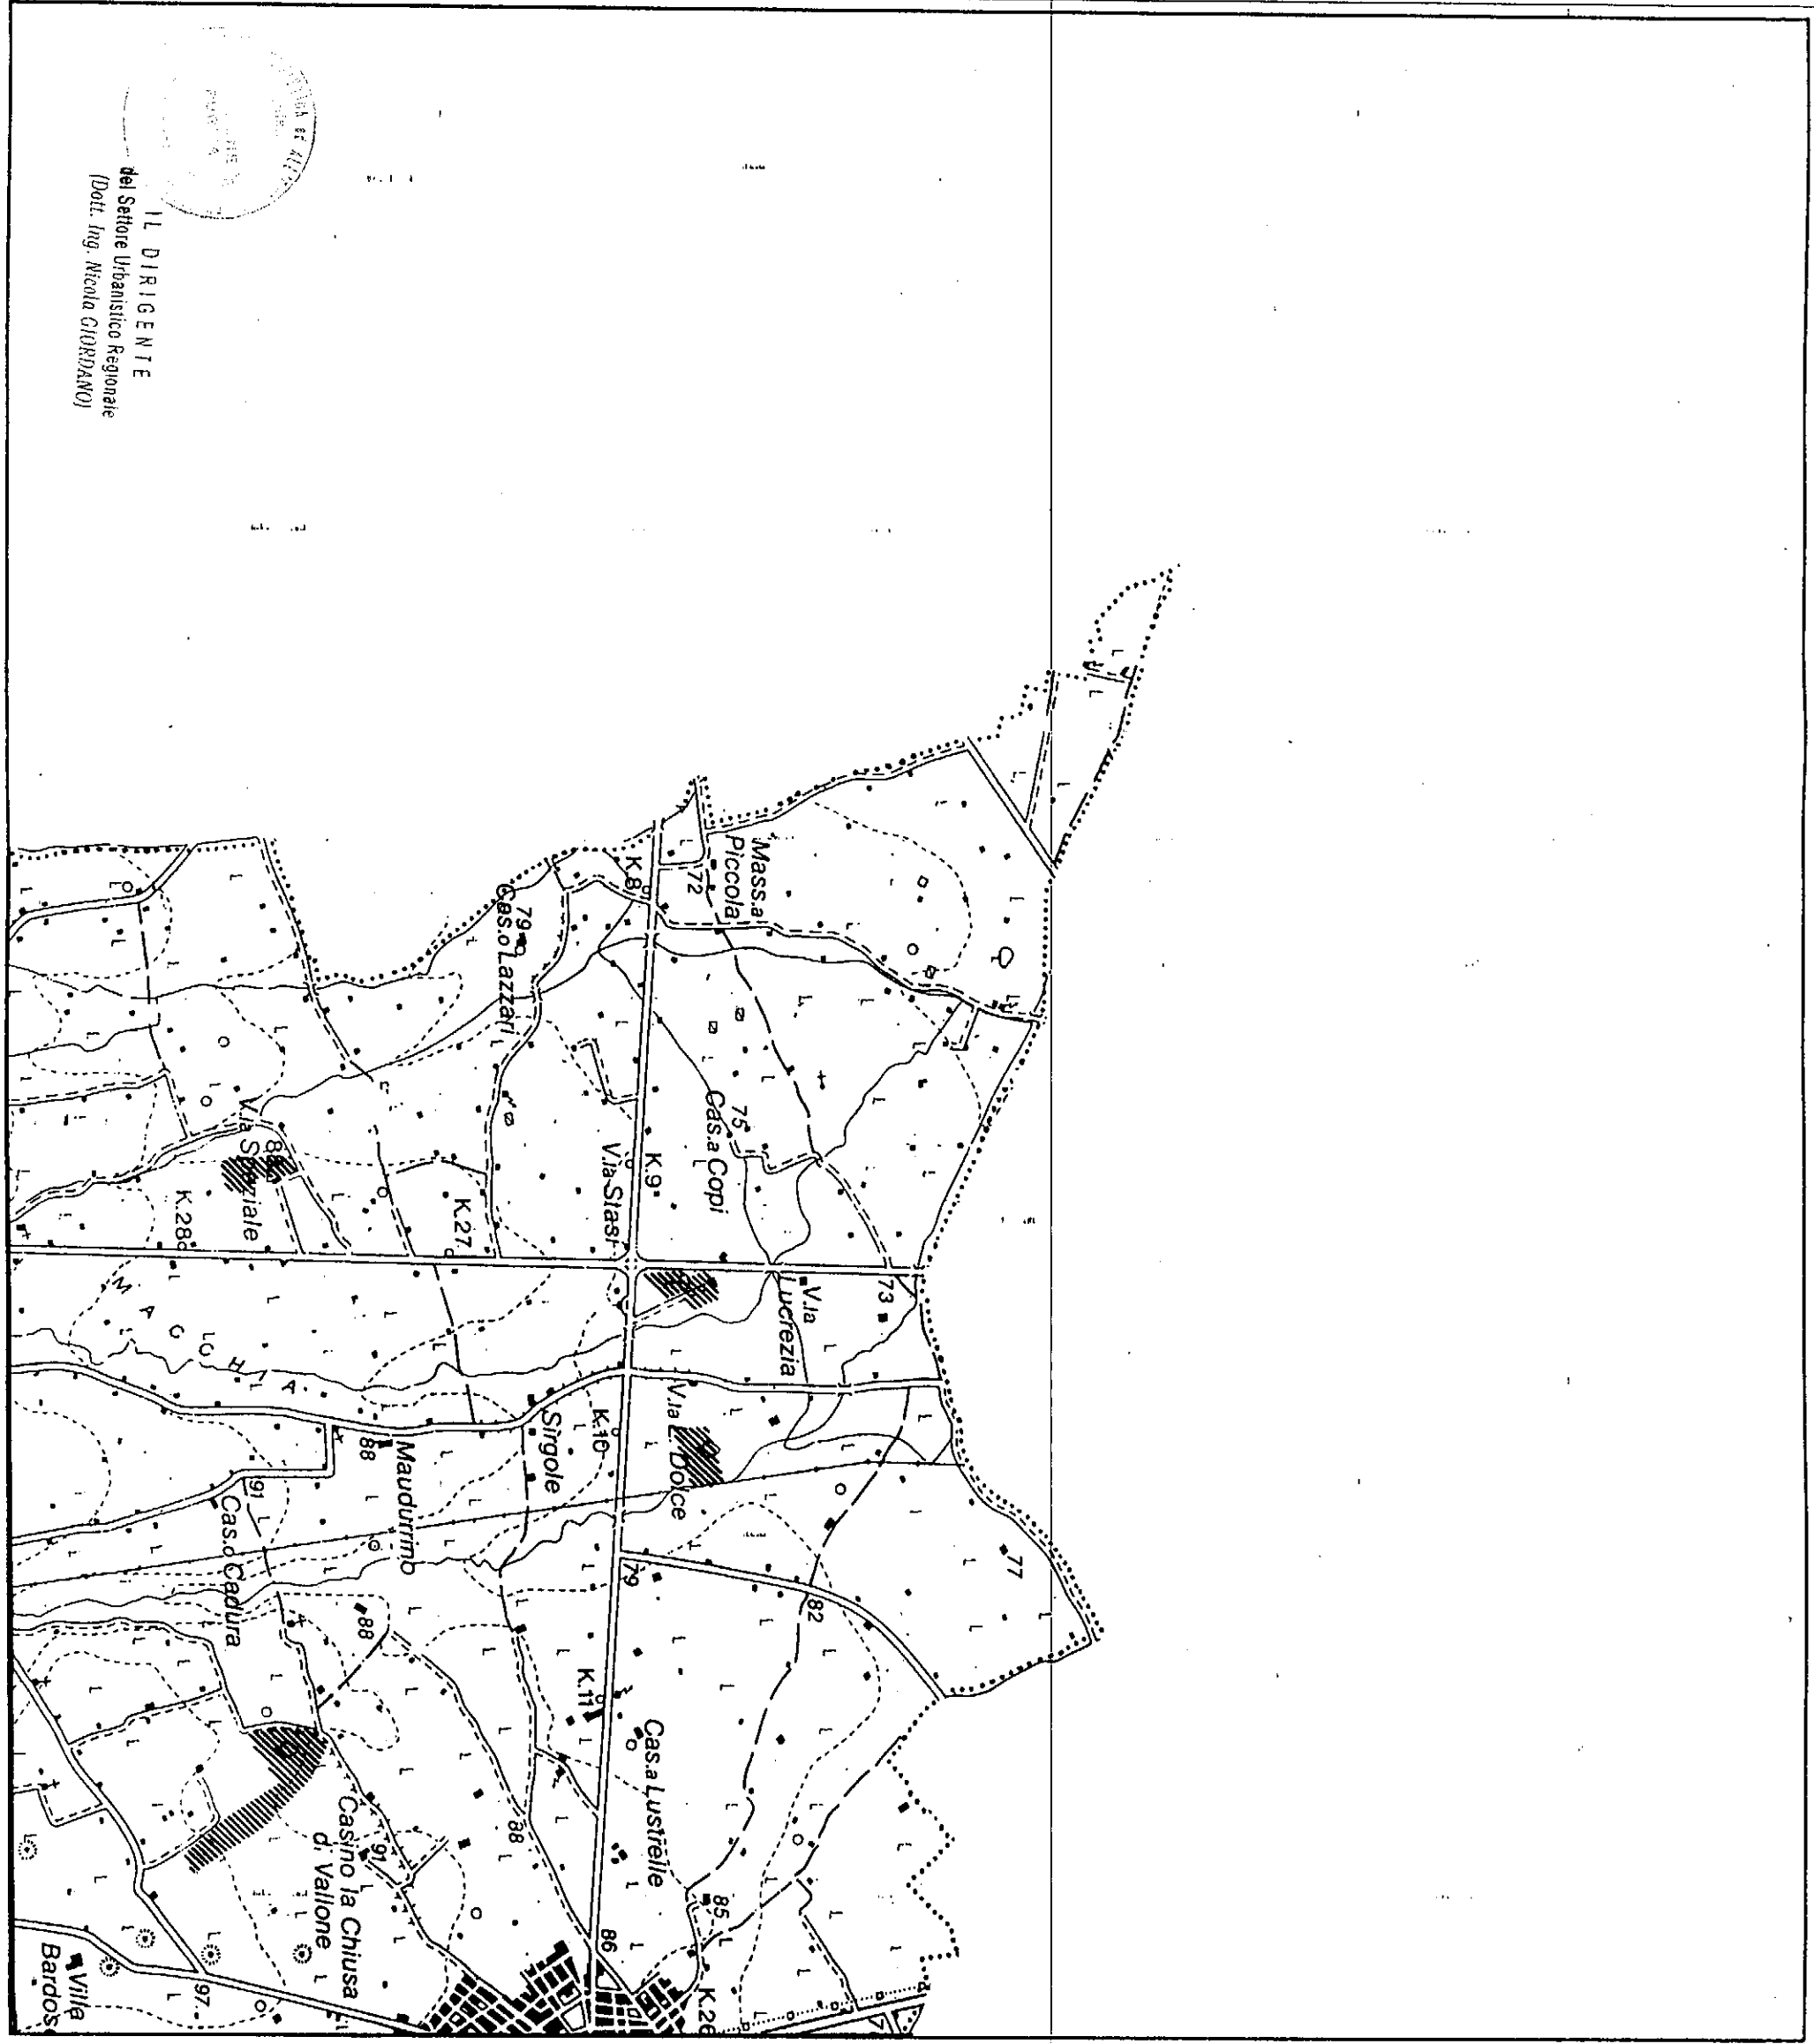 IL DIRIGENTE
del Settore Urbanistico Regionale
(Dott. Ing. Nicola GIORDANO)
Mass.a
Piccola
72
K.8
79
Cas.o Lazzari
75
Cas.a Copi
K.9
V.la Stasi
K.27
V.la Speziale
K.28
73
V.la
Lucrezia
MACCHIA
V.la L. Dolce
K.10
Sirgole
Maudurrino
88
91
Cas.o Cadura
77
82
79
88
K.11
Cas.a Lustrelle
88
91
Casino la Chiusa
di Vallone
85
86
K.26
97
Villa
Bardos